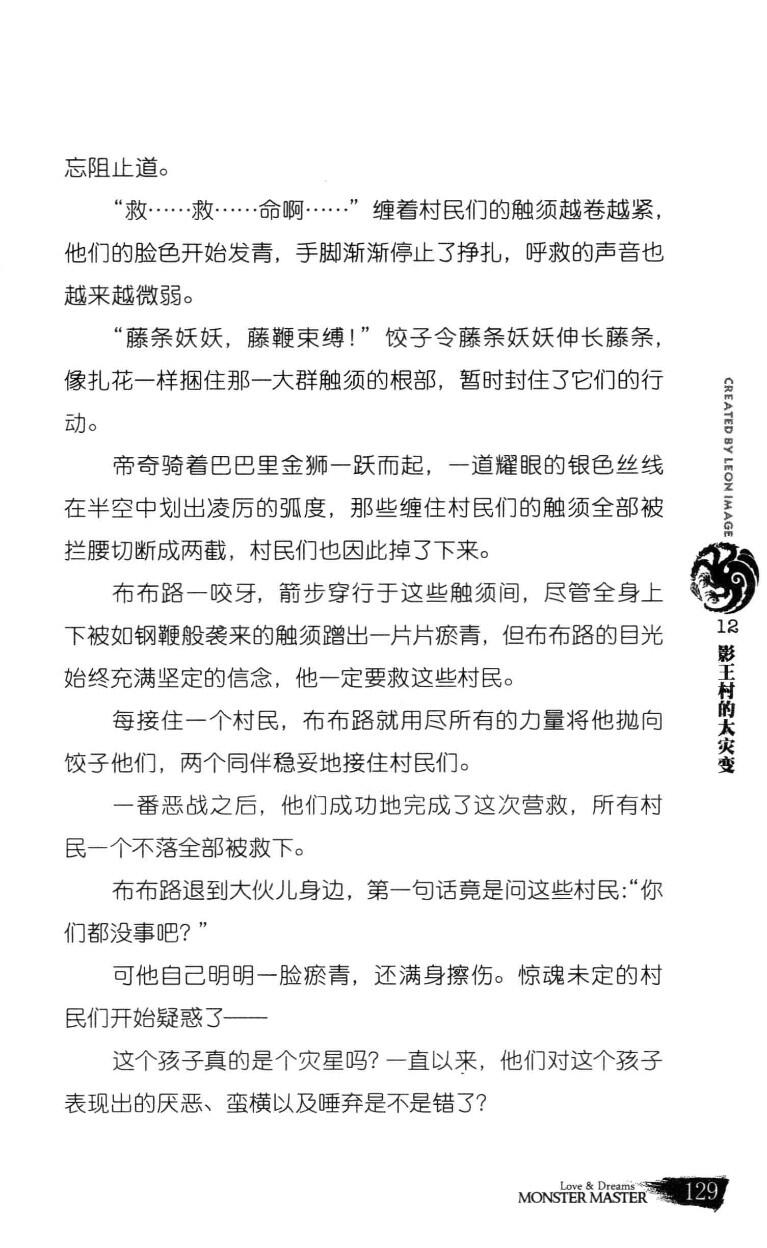 忘阻止道。
“救……救……命啊……”缠着村民们的触须越卷越紧，
他们的脸色开始发青，手脚渐渐停止了挣扎，呼救的声音也
越来越微弱。
“藤条妖妖，藤鞭束缚！”饺子令藤条妖妖伸长藤条，
像扎花一样捆住那一大群触须的根部，暂时封住了它们的行
动。
帝奇骑着巴巴里金狮一跃而起，一道耀眼的银色丝线
在半空中划出凌厉的弧度，那些缠住村民们的触须全部被
拦腰切断成两截，村民们也因此掉了下来。
布布路一咬牙，箭步穿行于这些触须间，尽管全身上
下被如钢鞭般袭来的触须蹭出一片片瘀青，但布布路的目光
始终充满坚定的信念，他一定要救这些村民。
每接住一个村民，布布路就用尽所有的力量将他抛向
饺子他们，两个同伴稳妥地接住村民们。
一番恶战之后，他们成功地完成了这次营救，所有村
民一个不落全部被救下。
布布路退到大伙儿身边，第一句话竟是问这些村民：“你
们都没事吧？”
可他自己明明一脸瘀青，还满身擦伤。惊魂未定的村
民们开始疑惑了——
这个孩子真的是个灾星吗？一直以来，他们对这个孩子
表现出的厌恶、蛮横以及唾弃是不是错了？
CREATED BY LEON IMAGE
12
影王村的大灾变
Love & Dreams
MONSTER MASTER
129